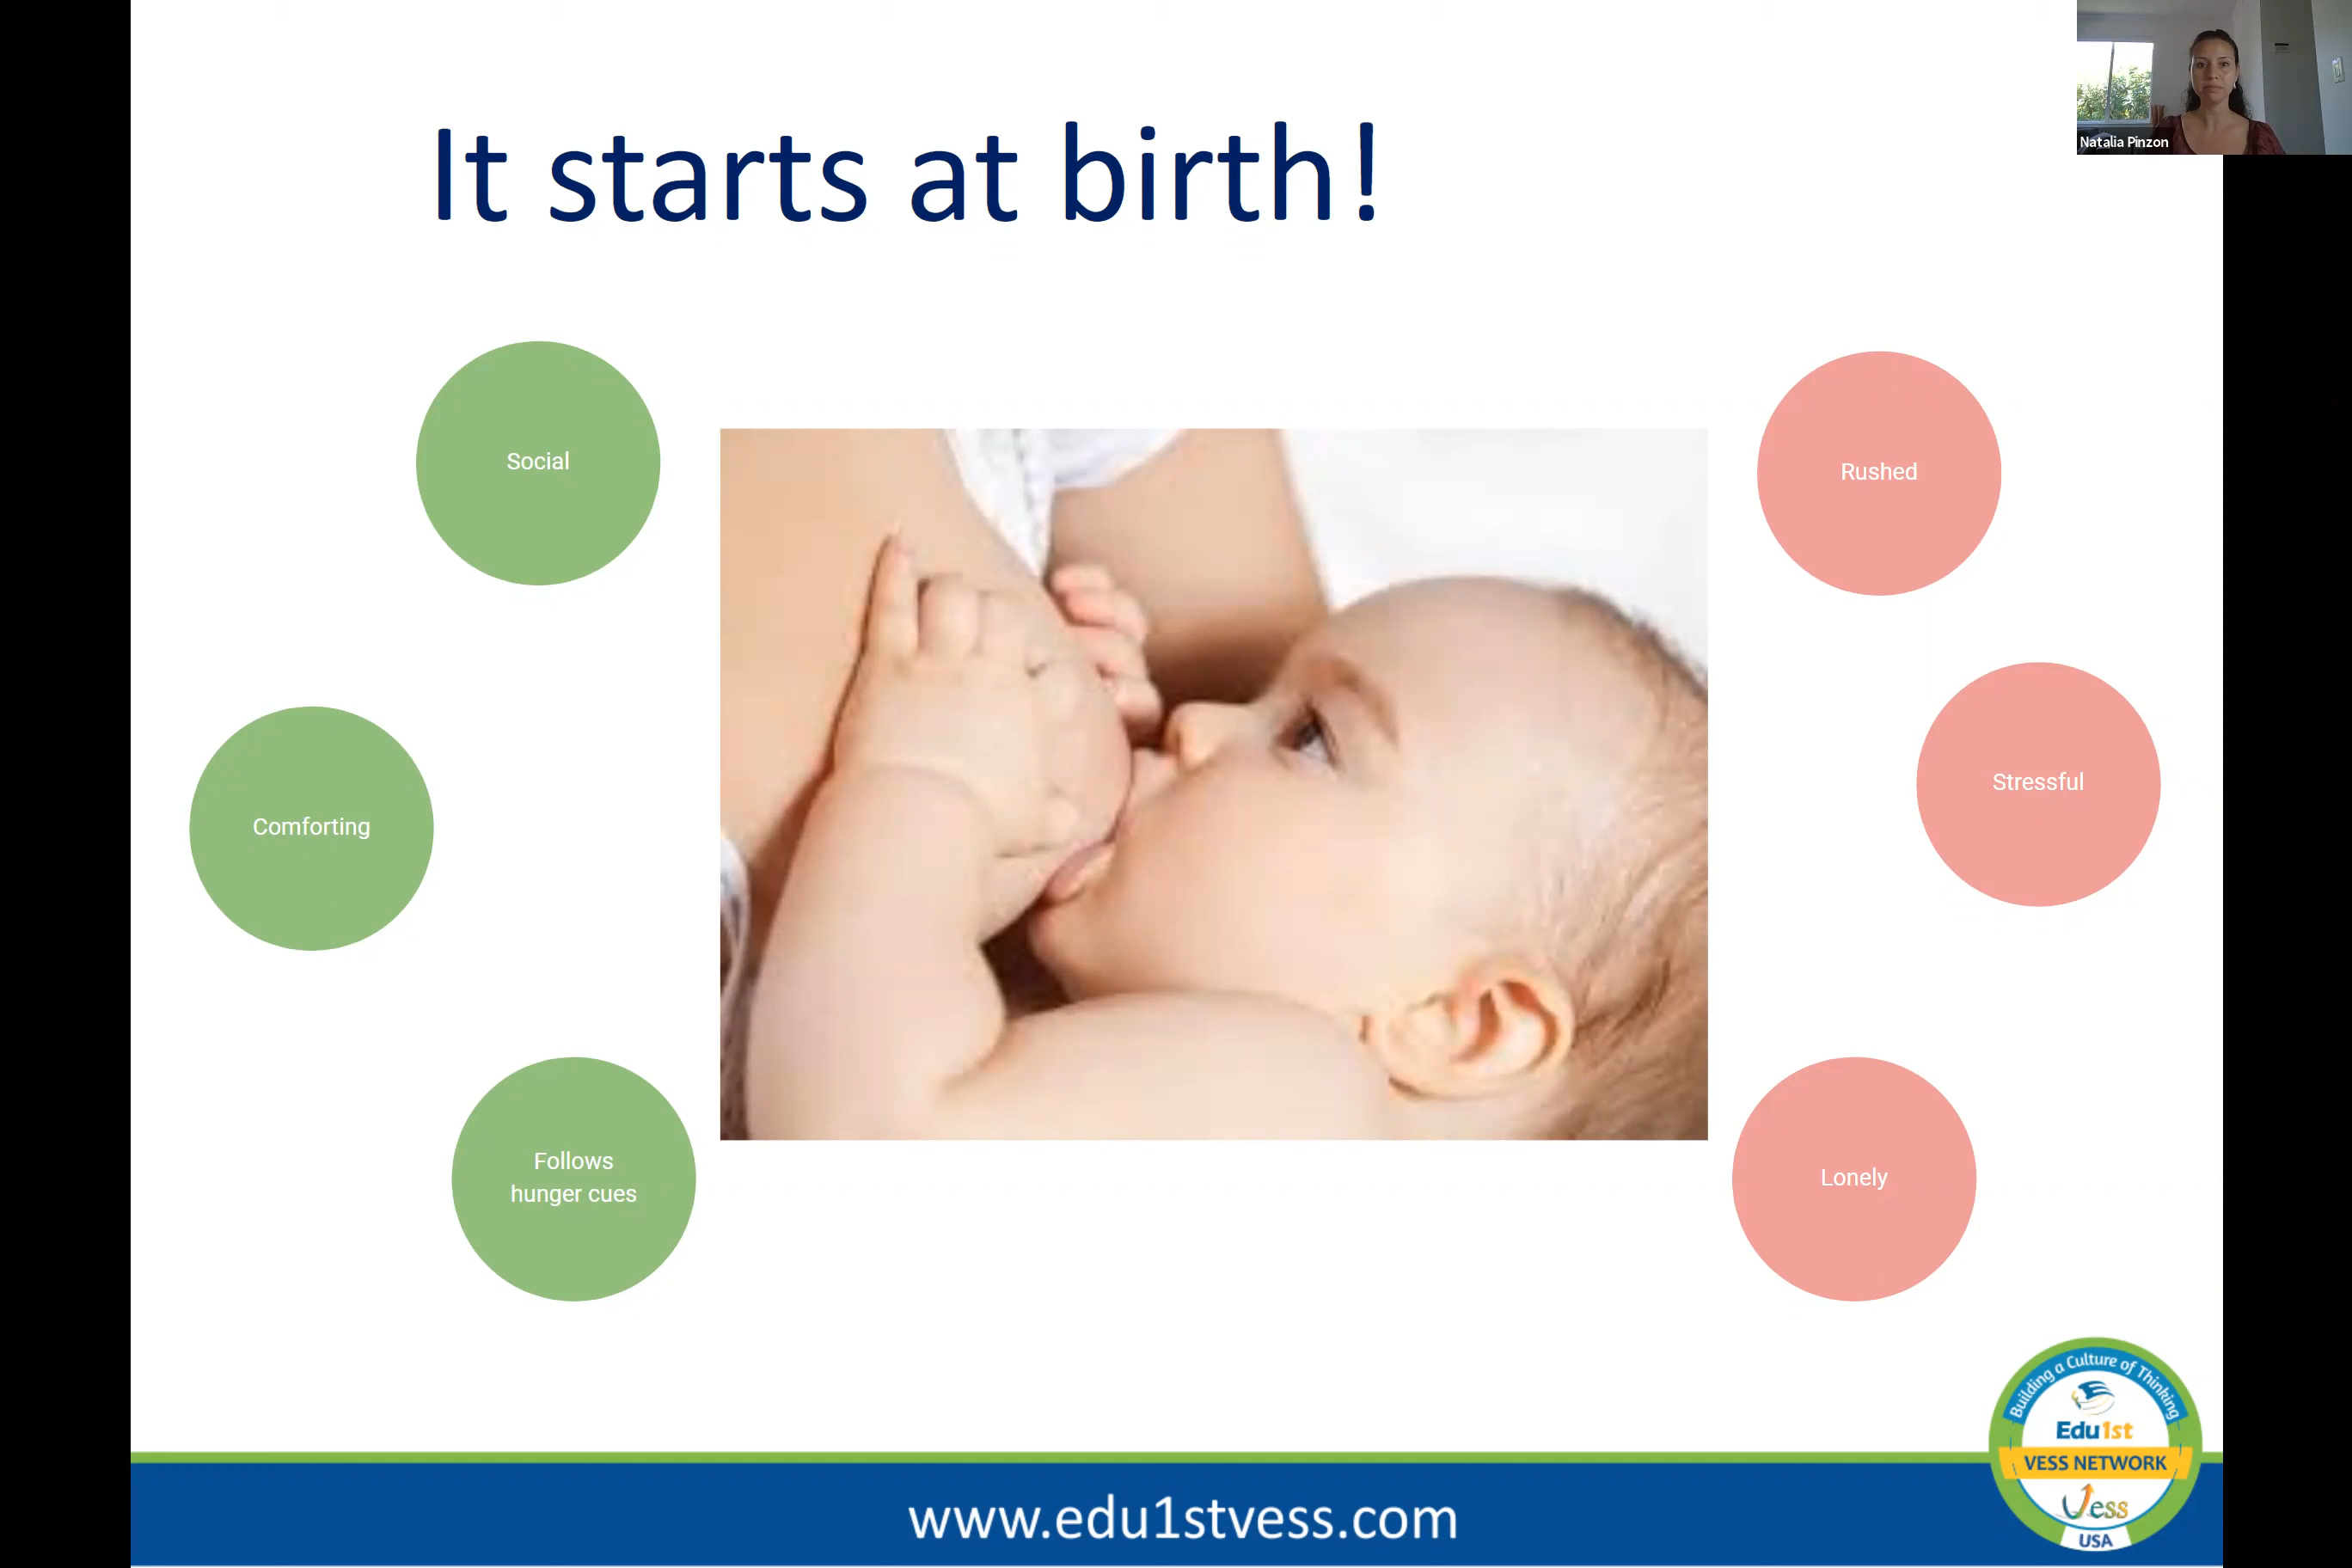 Natalia Pinzon
It starts at birth!
Social
Rushed
Comforting
Stressful
Follows
hunger cues
Lonely
Building a Culture of Thinking
Edu1st
VESS NETWORK
Vess
USA
www.edu1stvess.com